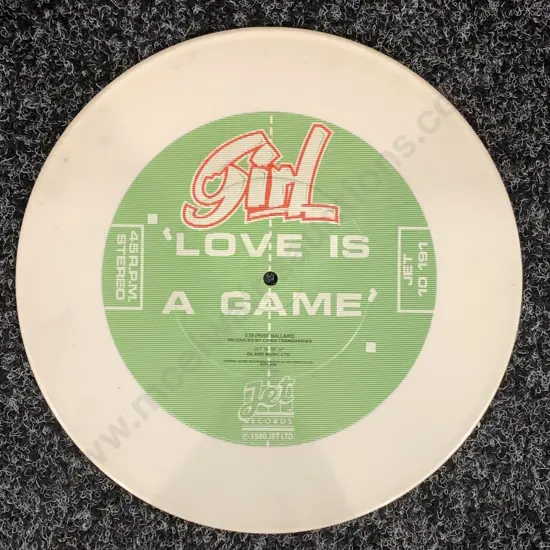 Girl
'LOVE IS
A GAME'
45 R.P.M.
STEREO
JET
10 191
PRODUCED BY CHRIS TSANGARIDES
ISLAND MUSIC LTD.
Jet
RECORDS
℗ 1980 JET LTD